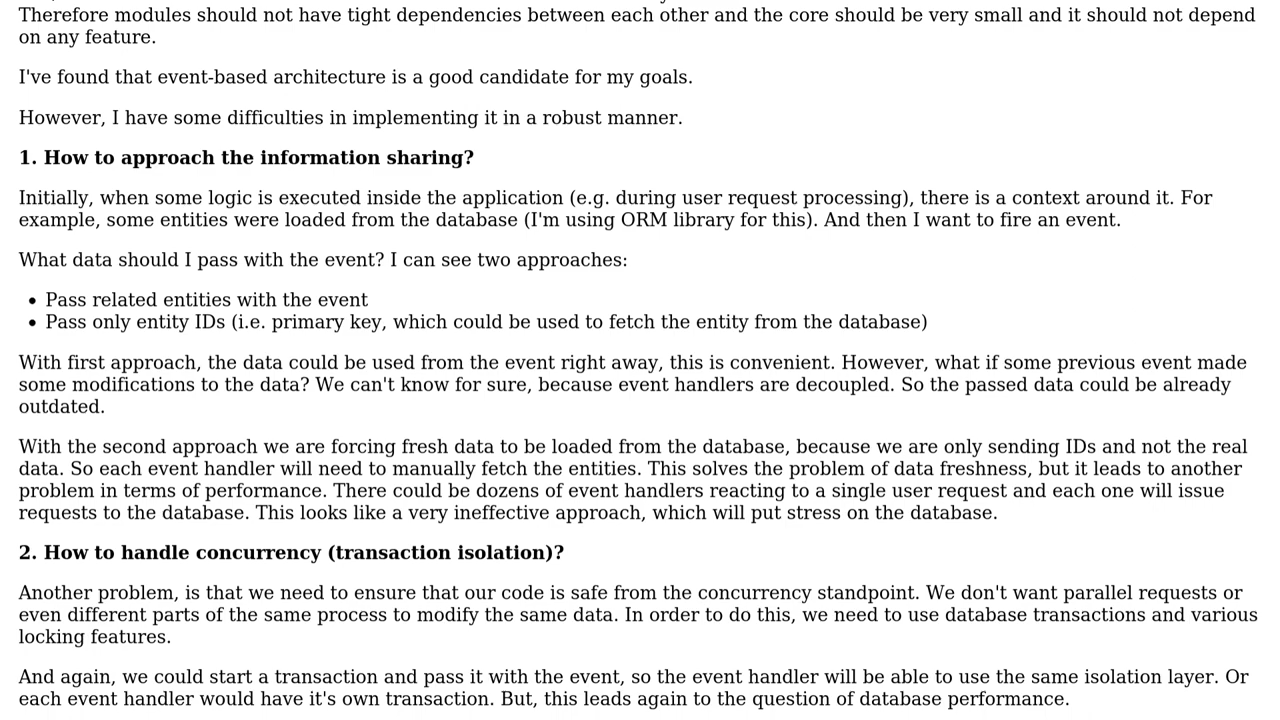 Therefore modules should not have tight dependencies between each other and the core should be very small and it should not depend
on any feature.
I've found that event-based architecture is a good candidate for my goals.
However, I have some difficulties in implementing it in a robust manner.
1. How to approach the information sharing?
Initially, when some logic is executed inside the application (e.g. during user request processing), there is a context around it. For
example, some entities were loaded from the database (I'm using ORM library for this). And then I want to fire an event.
What data should I pass with the event? I can see two approaches:
• Pass related entities with the event
• Pass only entity IDs (i.e. primary key, which could be used to fetch the entity from the database)
With first approach, the data could be used from the event right away, this is convenient. However, what if some previous event made
some modifications to the data? We can't know for sure, because event handlers are decoupled. So the passed data could be already
outdated.
With the second approach we are forcing fresh data to be loaded from the database, because we are only sending IDs and not the real
data. So each event handler will need to manually fetch the entities. This solves the problem of data freshness, but it leads to another
problem in terms of performance. There could be dozens of event handlers reacting to a single user request and each one will issue
requests to the database. This looks like a very ineffective approach, which will put stress on the database.
2. How to handle concurrency (transaction isolation)?
Another problem, is that we need to ensure that our code is safe from the concurrency standpoint. We don't want parallel requests or
even different parts of the same process to modify the same data. In order to do this, we need to use database transactions and various
locking features.
And again, we could start a transaction and pass it with the event, so the event handler will be able to use the same isolation layer. Or
each event handler would have it's own transaction. But, this leads again to the question of database performance.